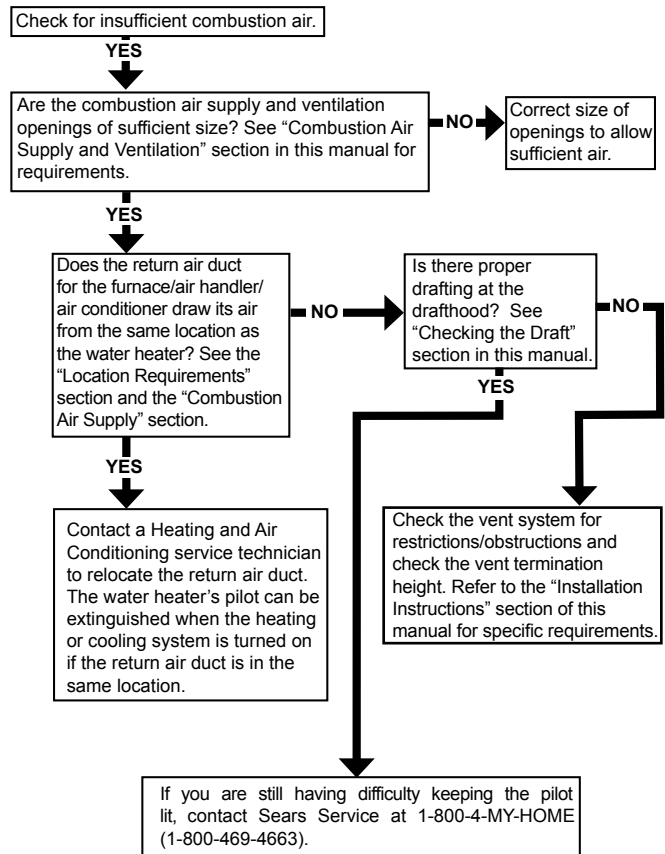 Check for insufficient combustion air.
YES
Are the combustion air supply and ventilation
openings of sufficient size? See “Combustion Air
Supply and Ventilation” section in this manual for
requirements.
NO
Correct size of
openings to allow
sufficient air.
YES
Does the return air duct
for the furnace/air handler/
air conditioner draw its air
from the same location as
the water heater? See the
“Location Requirements”
section and the “Combustion
Air Supply” section.
NO
Is there proper
drafting at the
drafthood? See
“Checking the Draft”
section in this manual.
NO
YES
YES
Contact a Heating and Air
Conditioning service technician
to relocate the return air duct.
The water heater’s pilot can be
extinguished when the heating
or cooling system is turned on
if the return air duct is in the
same location.
Check the vent system for
restrictions/obstructions and
check the vent termination
height. Refer to the “Installation
Instructions” section of this
manual for specific requirements.
If you are still having difficulty keeping the pilot
lit, contact Sears Service at 1-800-4-MY-HOME
(1-800-469-4663).